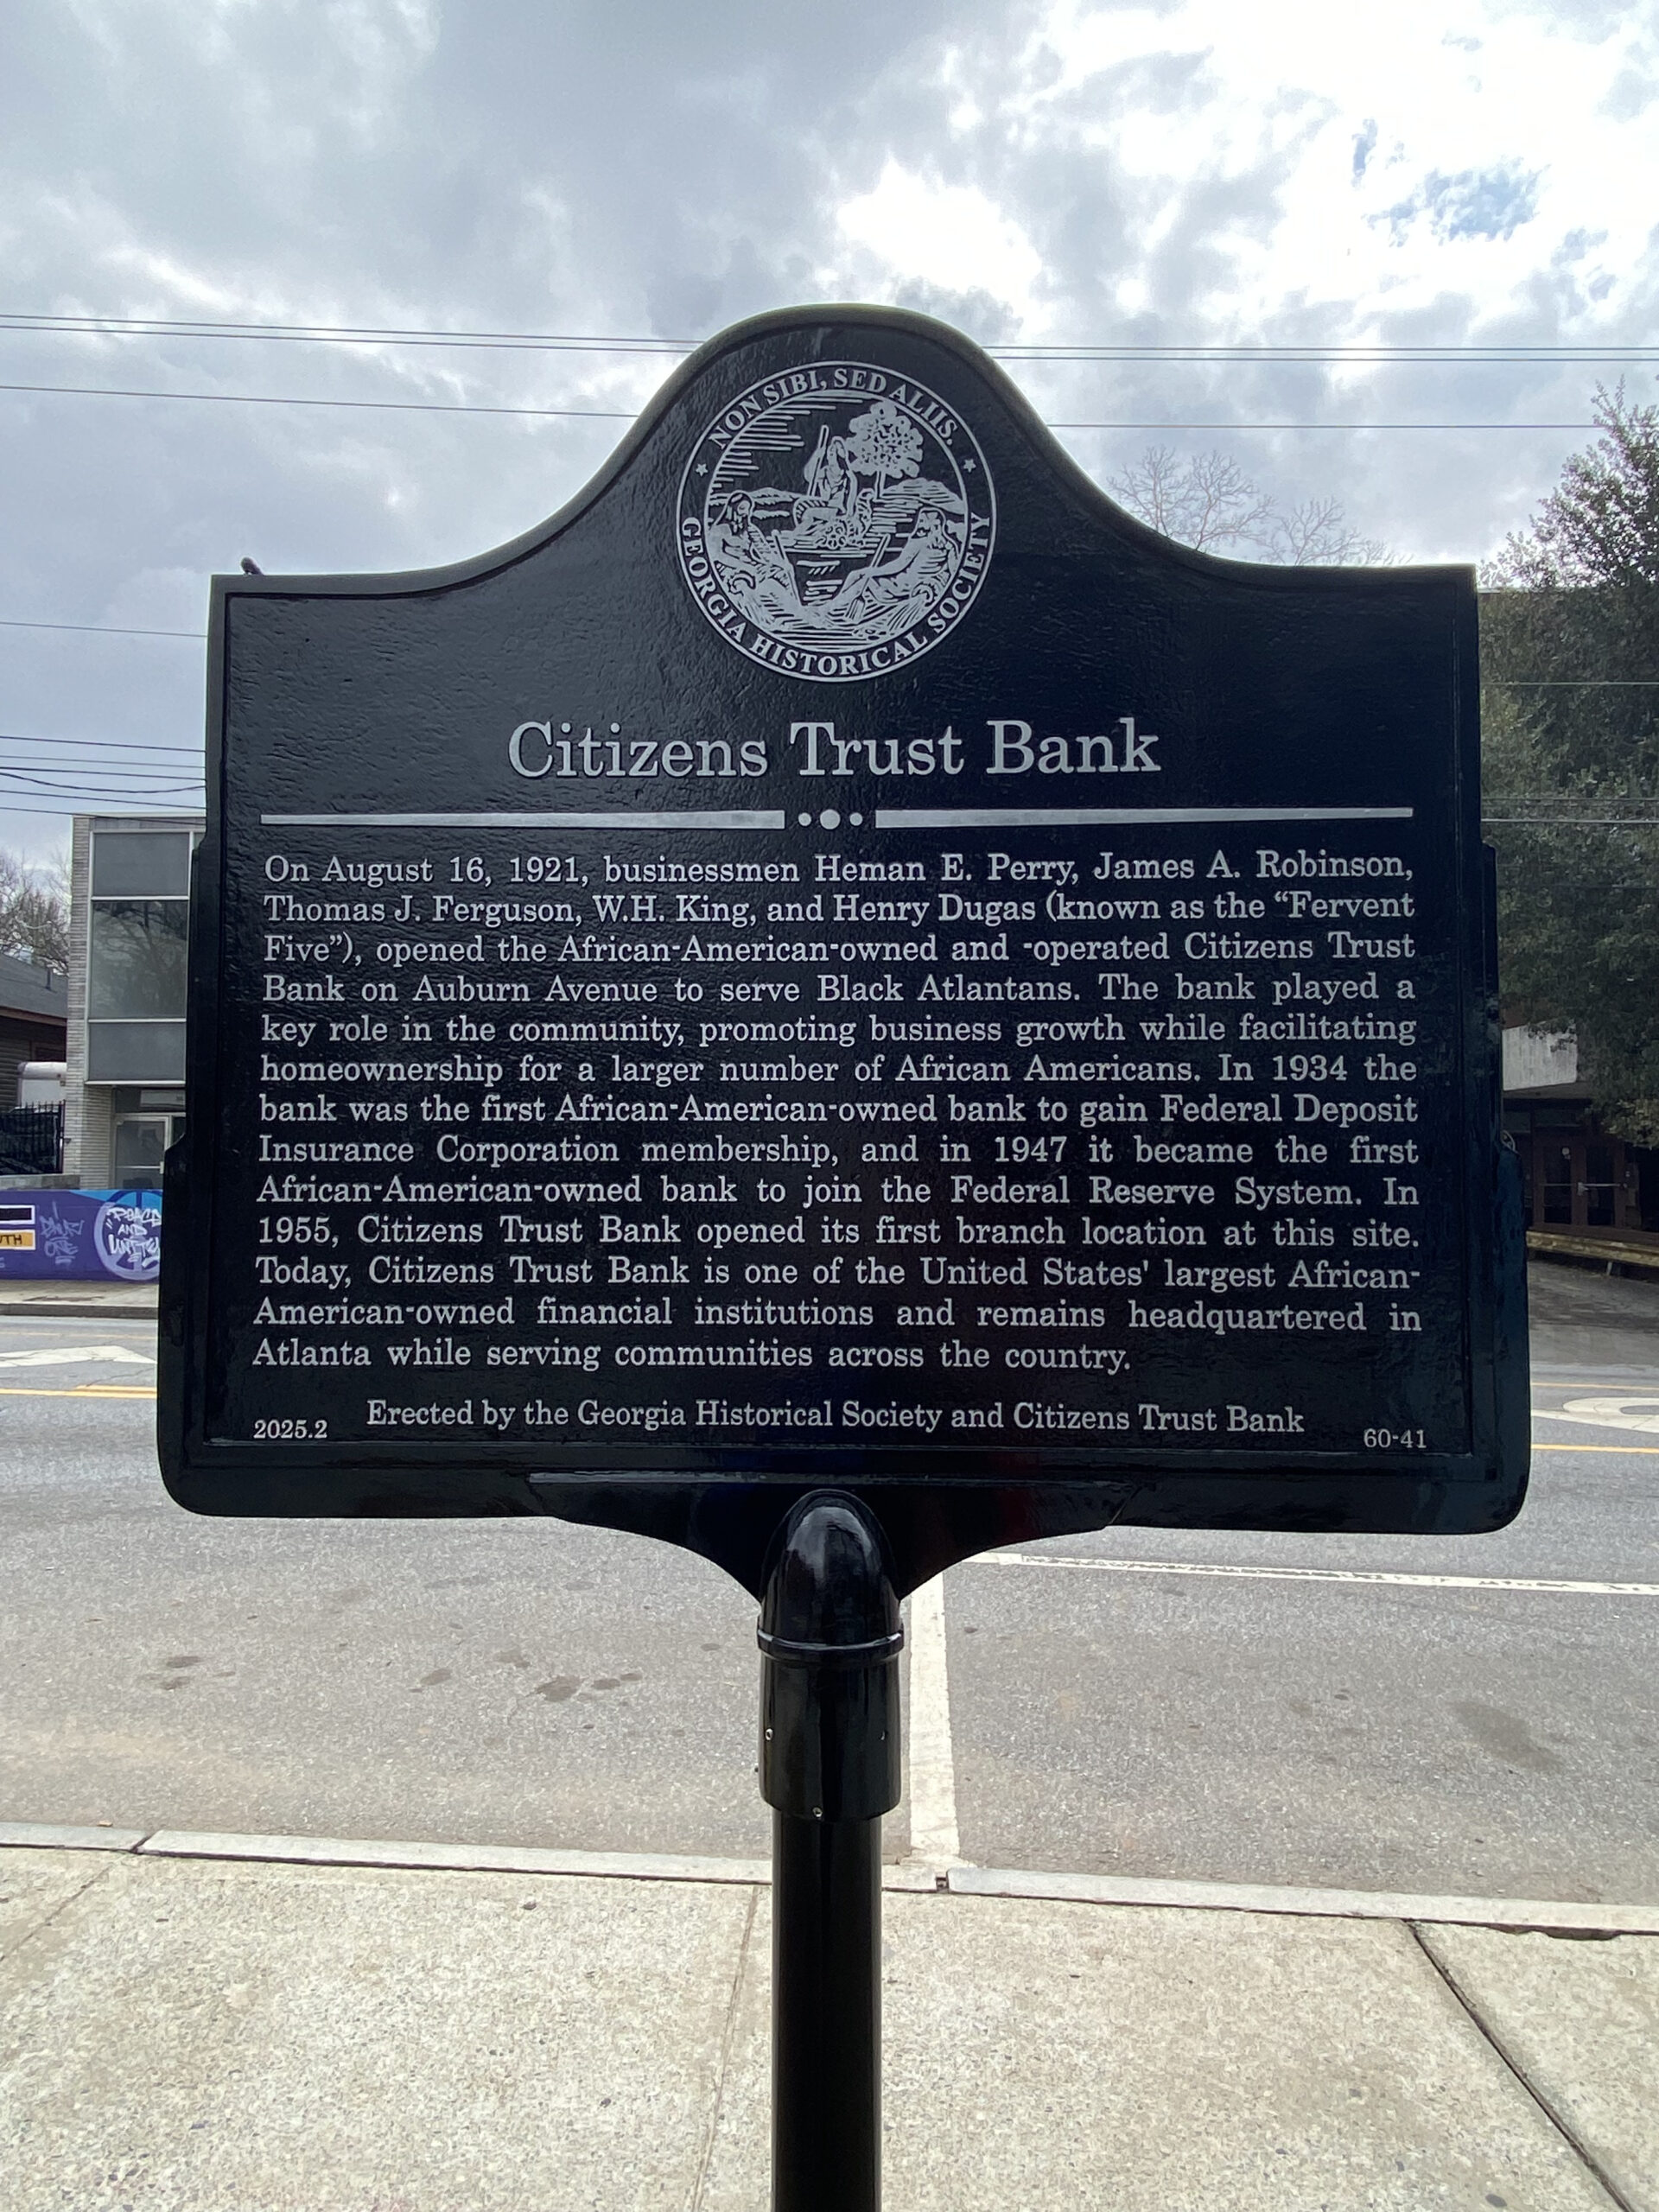 NON SIBI, SED ALIIS.
GEORGIA HISTORICAL SOCIETY
Citizens Trust Bank
On August 16, 1921, businessmen Heman E. Perry, James A. Robinson,
Thomas J. Ferguson, W.H. King, and Henry Dugas (known as the “Fervent
Five”), opened the African-American-owned and -operated Citizens Trust
Bank on Auburn Avenue to serve Black Atlantans. The bank played a
key role in the community, promoting business growth while facilitating
homeownership for a larger number of African Americans. In 1934 the
bank was the first African-American-owned bank to gain Federal Deposit
Insurance Corporation membership, and in 1947 it became the first
African-American-owned bank to join the Federal Reserve System. In
1955, Citizens Trust Bank opened its first branch location at this site.
Today, Citizens Trust Bank is one of the United States' largest African-
American-owned financial institutions and remains headquartered in
Atlanta while serving communities across the country.
2025.2 Erected by the Georgia Historical Society and Citizens Trust Bank 60-41
"PEACE
AND
UNITY
UTH